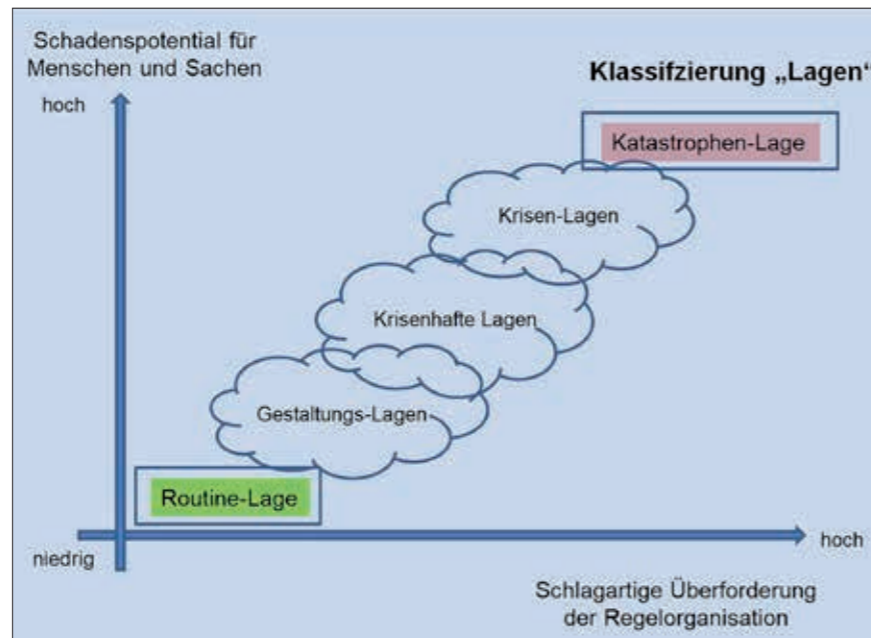 Schadenspotential für
Menschen und Sachen
Klassifzierung „Lagen“
hoch
Katastrophen-Lage
Krisen-Lagen
Krisenhafte Lagen
Gestaltungs-Lagen
Routine-Lage
niedrig
hoch
Schlagartige Überforderung
der Regelorganisation